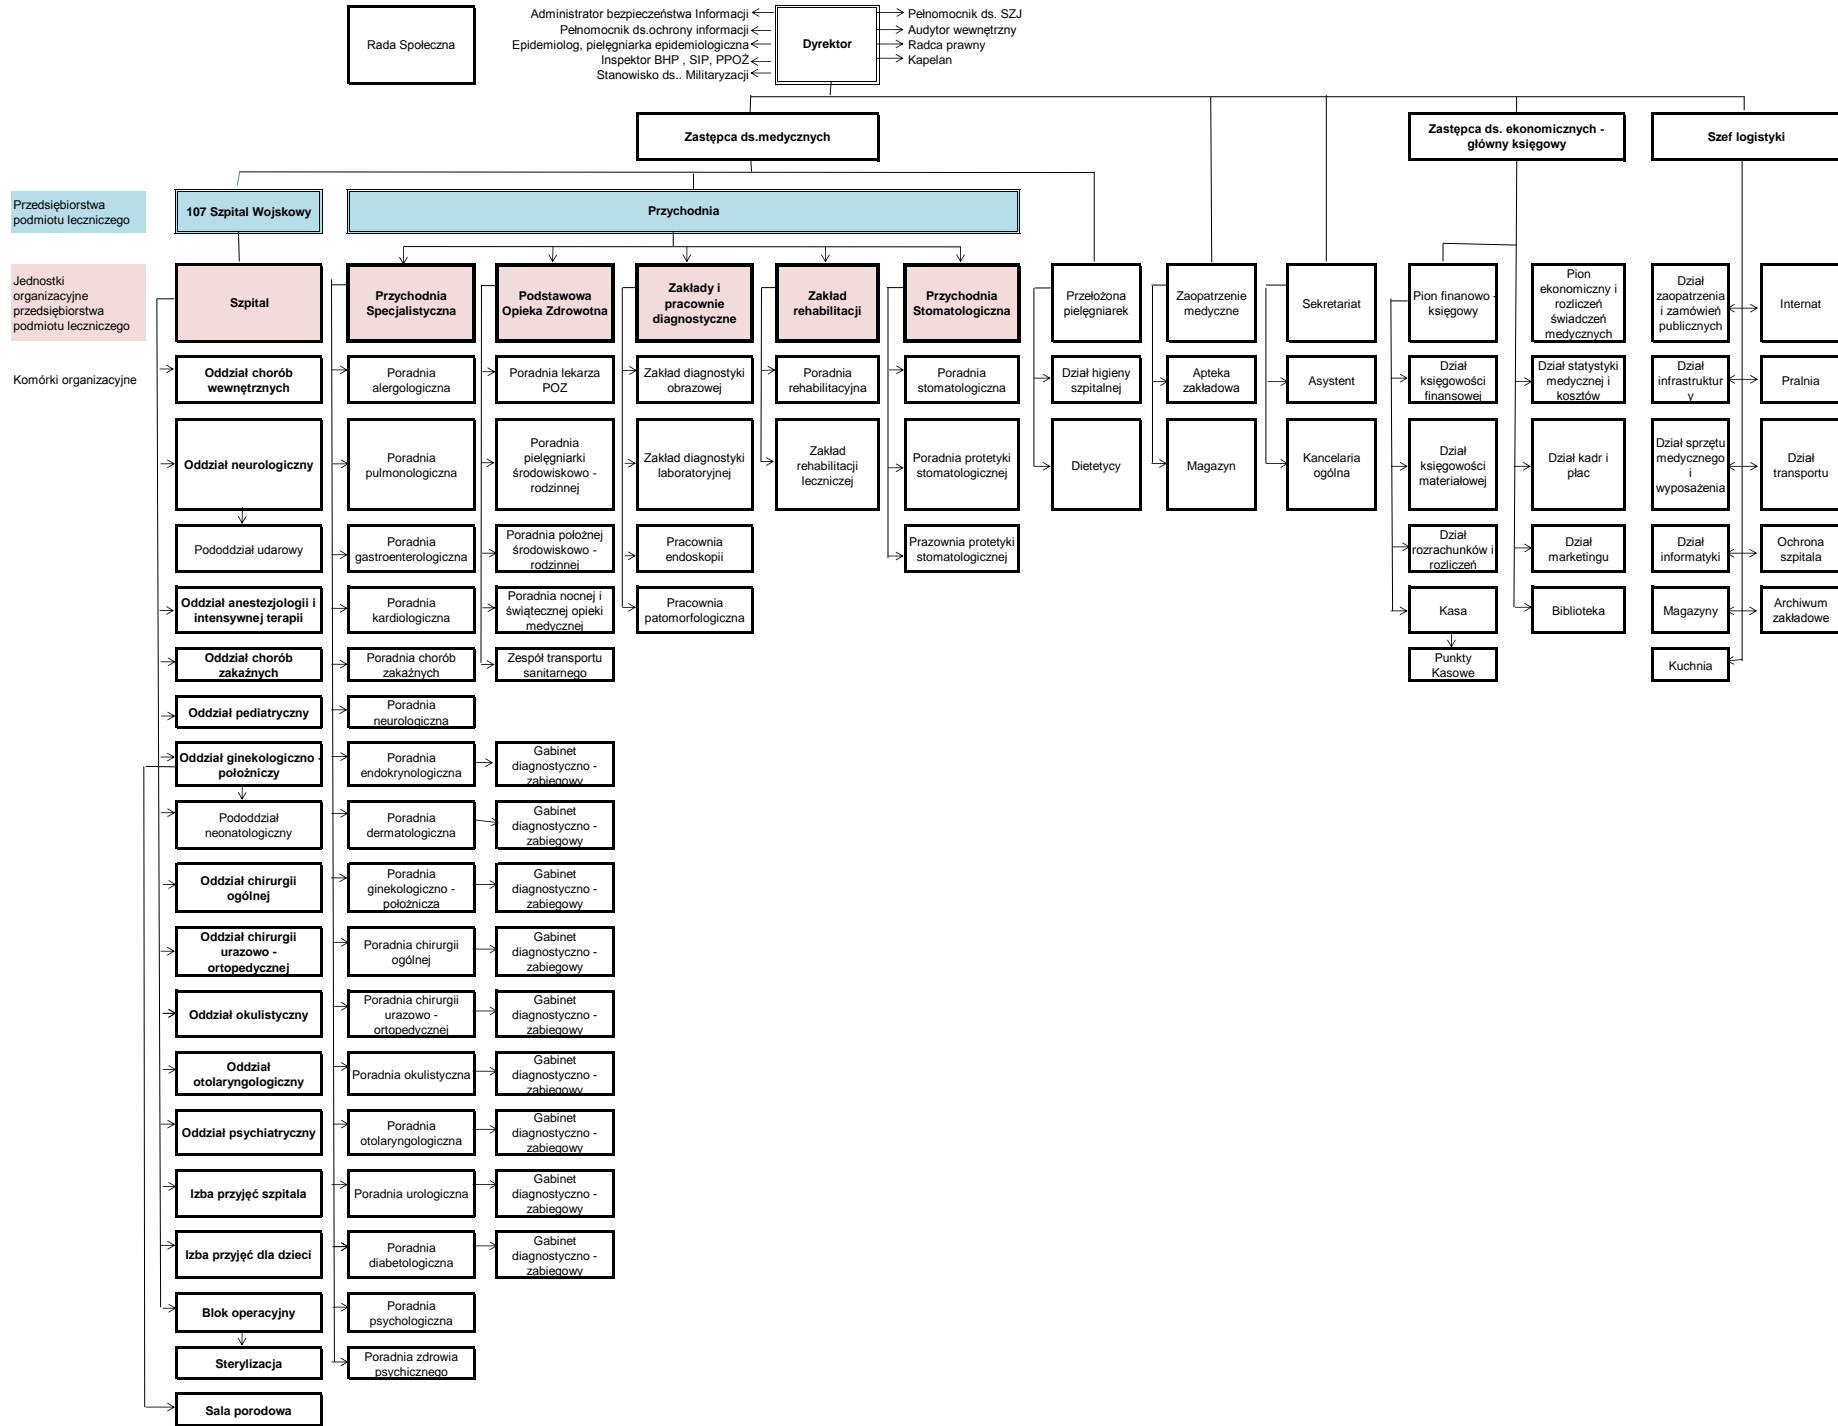 Rada Społeczna
Administrator bezpieczeństwa Informacji
Pełnomocnik ds.ochrony informacji
Epidemiolog, pielęgniarka epidemiologiczna
Inspektor BHP , SIP, PPOŻ
Stanowisko ds.. Militaryzacji
Dyrektor
Pełnomocnik ds. SZJ
Audytor wewnętrzny
Radca prawny
Kapelan
Zastępca ds.medycznych
Zastępca ds. ekonomicznych -
główny księgowy
Szef logistyki
Przedsiębiorstwa
podmiotu leczniczego
107 Szpital Wojskowy
Przychodnia
Jednostki
organizacyjne
przedsiębiorstwa
podmiotu leczniczego
Szpital
Przychodnia
Specjalistyczna
Podstawowa
Opieka Zdrowotna
Zakłady i
pracownie
diagnostyczne
Zakład
rehabilitacji
Przychodnia
Stomatologiczna
Przełożona
pielęgniarek
Zaopatrzenie
medyczne
Sekretariat
Pion finanowo -
księgowy
Pion
ekonomiczny i
rozliczeń
świadczeń
medycznych
Dział
zaopatrzenia
i zamówień
publicznych
Internat
Komórki organizacyjne
Oddział chorób
wewnętrznych
Poradnia
alergologiczna
Poradnia lekarza
POZ
Zakład diagnostyki
obrazowej
Poradnia
rehabilitacyjna
Poradnia
stomatologiczna
Dział higieny
szpitalnej
Apteka
zakładowa
Asystent
Dział
księgowości
finansowej
Dział statystyki
medycznej i
kosztów
Dział
infrastruktur
y
Pralnia
Oddział neurologiczny
Poradnia
pulmonologiczna
Poradnia
pielęgniarki
środowiskowo -
rodzinnej
Zakład diagnostyki
laboratoryjnej
Zakład
rehabilitacji
leczniczej
Poradnia protetyki
stomatologicznej
Dietetycy
Magazyn
Kancelaria
ogólna
Dział
księgowości
materiałowej
Dział kadr i
płac
Dział sprzętu
medycznego
i
wyposażenia
Dział
transportu
Pododdział udarowy
Poradnia
gastroenterologiczna
Poradnia położnej
środowiskowo -
rodzinnej
Pracownia
endoskopii
Prazownia protetyki
stomatologicznej
Dział
rozrachunków i
rozliczeń
Dział
marketingu
Dział
informatyki
Ochrona
szpitala
Oddział anestezjologii i
intensywnej terapii
Poradnia
kardiologiczna
Poradnia nocnej i
świątecznej opieki
medycznej
Pracownia
patomorfologiczna
Kasa
Biblioteka
Magazyny
Archiwum
zakładowe
Oddział chorób
zakaźnych
Poradnia chorób
zakaźnych
Zespół transportu
sanitarnego
Punkty
Kasowe
Kuchnia
Oddział pediatryczny
Poradnia
neurologiczna
Oddział ginekologiczno -
położniczy
Poradnia
endokrynologiczna
Gabinet
diagnostyczno -
zabiegowy
Pododdział
neonatologiczny
Poradnia
dermatologiczna
Gabinet
diagnostyczno -
zabiegowy
Oddział chirurgii
ogólnej
Poradnia
ginekologiczno -
położnicza
Gabinet
diagnostyczno -
zabiegowy
Oddział chirurgii
urazowo -
ortopedycznej
Poradnia chirurgii
ogólnej
Gabinet
diagnostyczno -
zabiegowy
Oddział okulistyczny
Poradnia chirurgii
urazowo -
ortopedycznej
Gabinet
diagnostyczno -
zabiegowy
Oddział
otolaryngologiczny
Poradnia okulistyczna
Gabinet
diagnostyczno -
zabiegowy
Oddział psychiatryczny
Poradnia
otolaryngologiczna
Gabinet
diagnostyczno -
zabiegowy
Izba przyjęć szpitala
Poradnia urologiczna
Gabinet
diagnostyczno -
zabiegowy
Izba przyjęć dla dzieci
Poradnia
diabetologiczna
Gabinet
diagnostyczno -
zabiegowy
Blok operacyjny
Poradnia
psychologiczna
Sterylizacja
Poradnia zdrowia
psychicznego
Sala porodowa